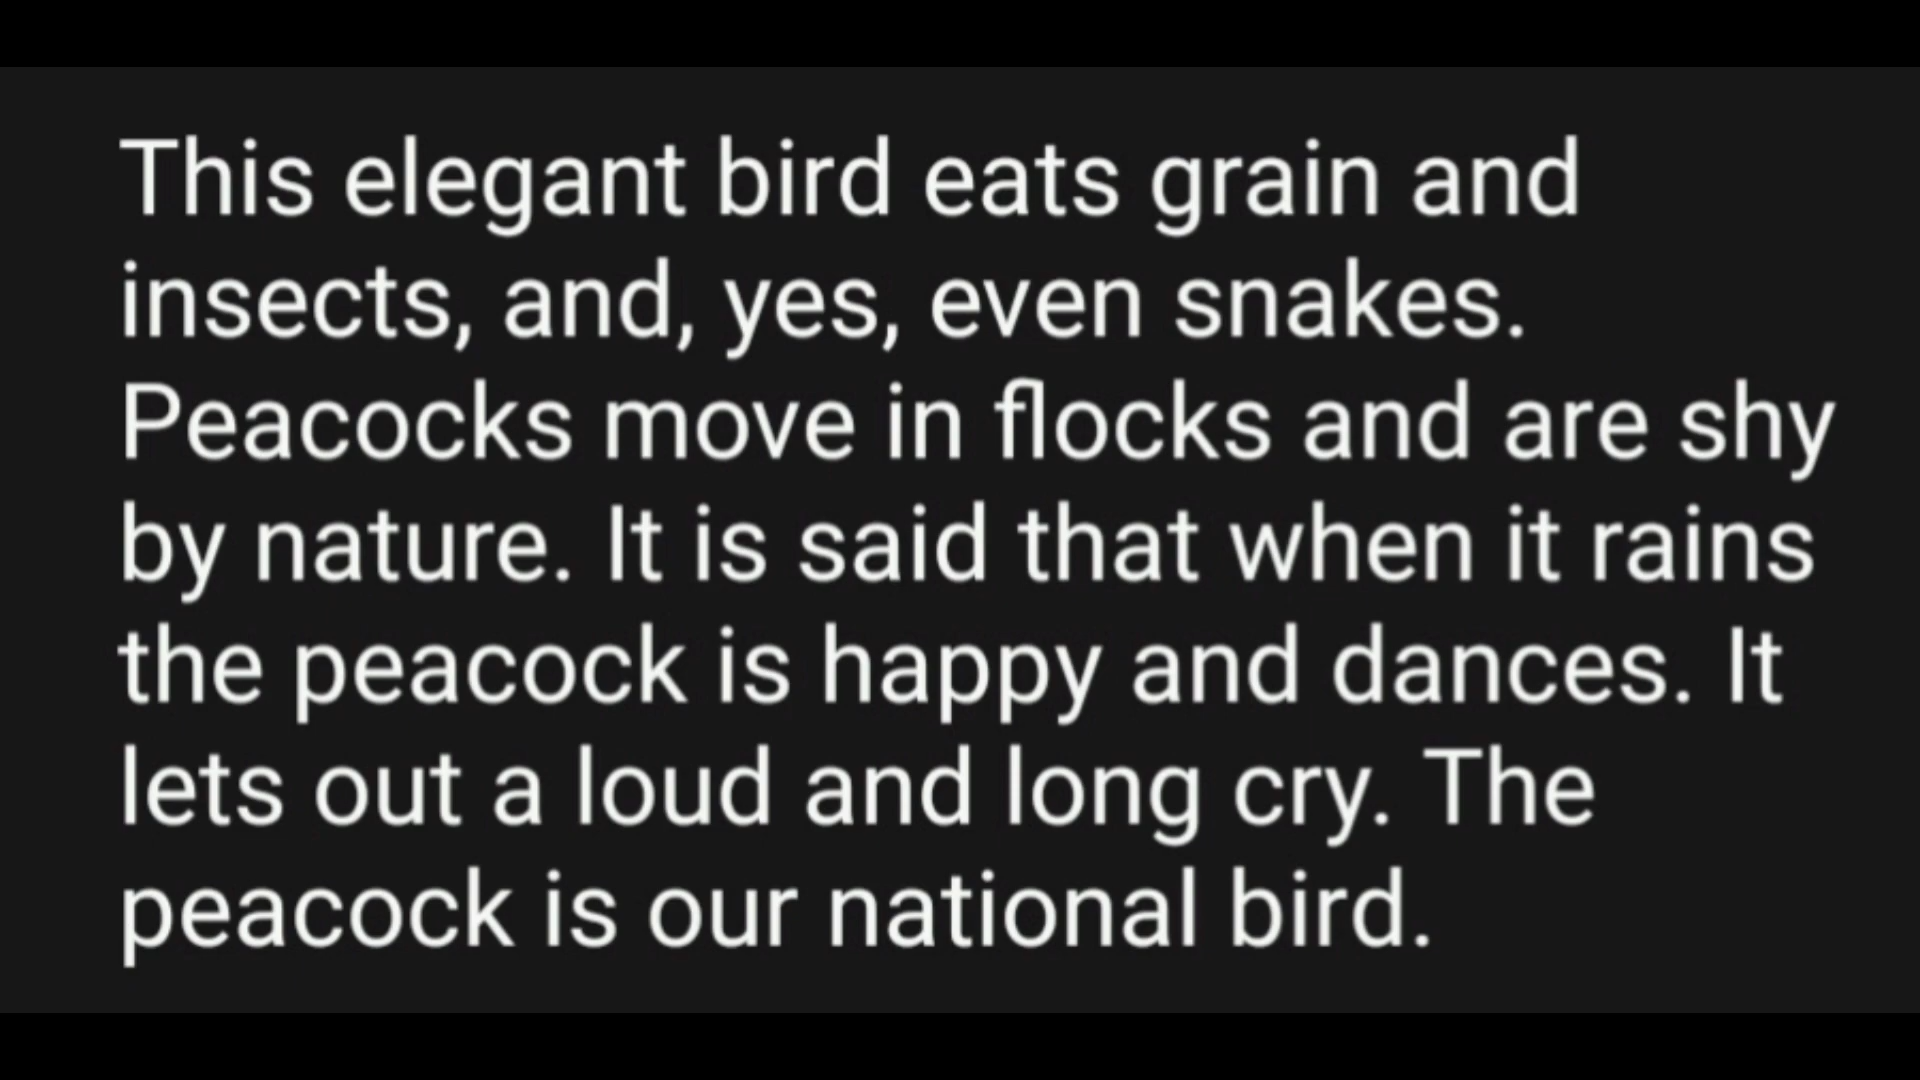 This elegant bird eats grain and
insects, and, yes, even snakes.
Peacocks move in flocks and are shy
by nature. It is said that when it rains
the peacock is happy and dances. It
lets out a loud and long cry. The
peacock is our national bird.